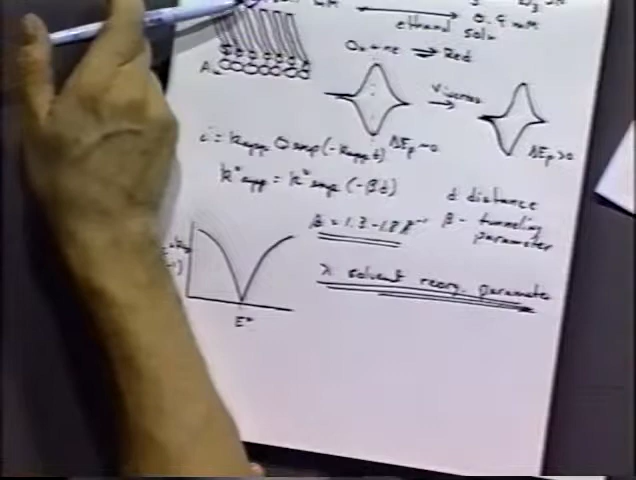 ethanol soln
Ox + ne ⇌ Red
Au
ΔEp ~ 0
ΔEp > 0
i = kapp Q exp(-kapp t)
k°app = k° exp(-βd)
d distance
β = 1.3 - 1.8 Å⁻¹
β - tunneling
parameter
λ solvent reorg. parameter
E°